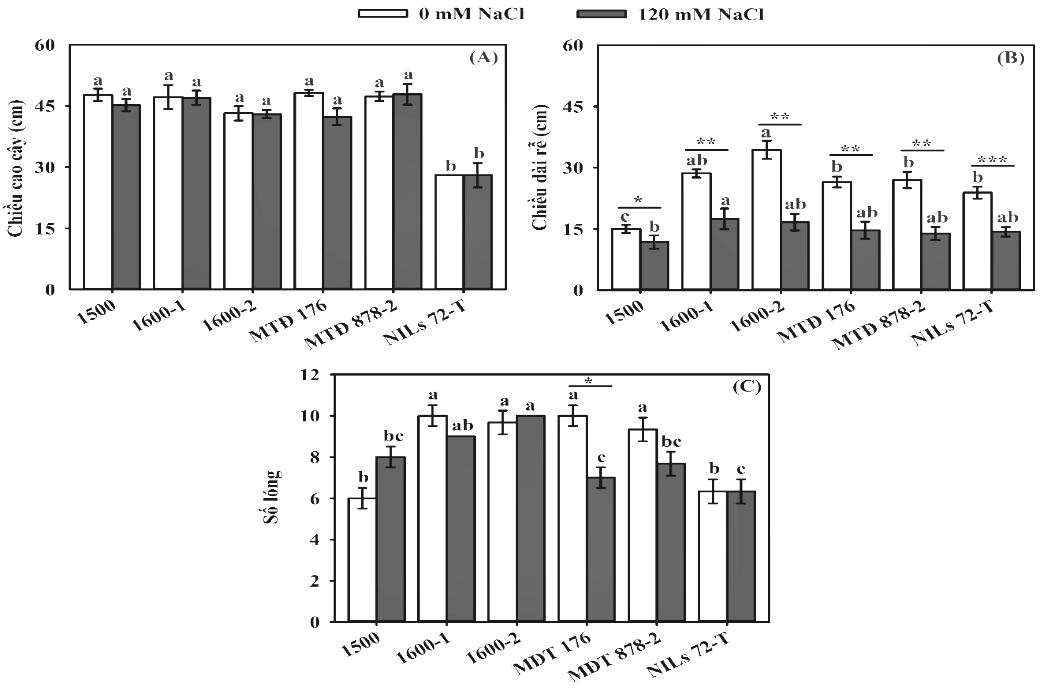 0 mM NaCl 120 mM NaCl
(A)
Chiều cao cây (cm)
60
45
30
15
0
a a a a a a a a a a b b
1500 1600-1 1600-2 MTĐ 176 MTĐ 878-2 NILs 72-T
(B)
Chiều dài rễ (cm)
60
45
30
15
0
* ** ** ** ** ***
c b ab a a ab b ab b ab b ab
1500 1600-1 1600-2 MTĐ 176 MTĐ 878-2 NILs 72-T
(C)
Số lóng
12
10
8
6
4
2
0
*
b bc a ab a a a c a bc b c
1500 1600-1 1600-2 MĐT 176 MĐT 878-2 NILs 72-T